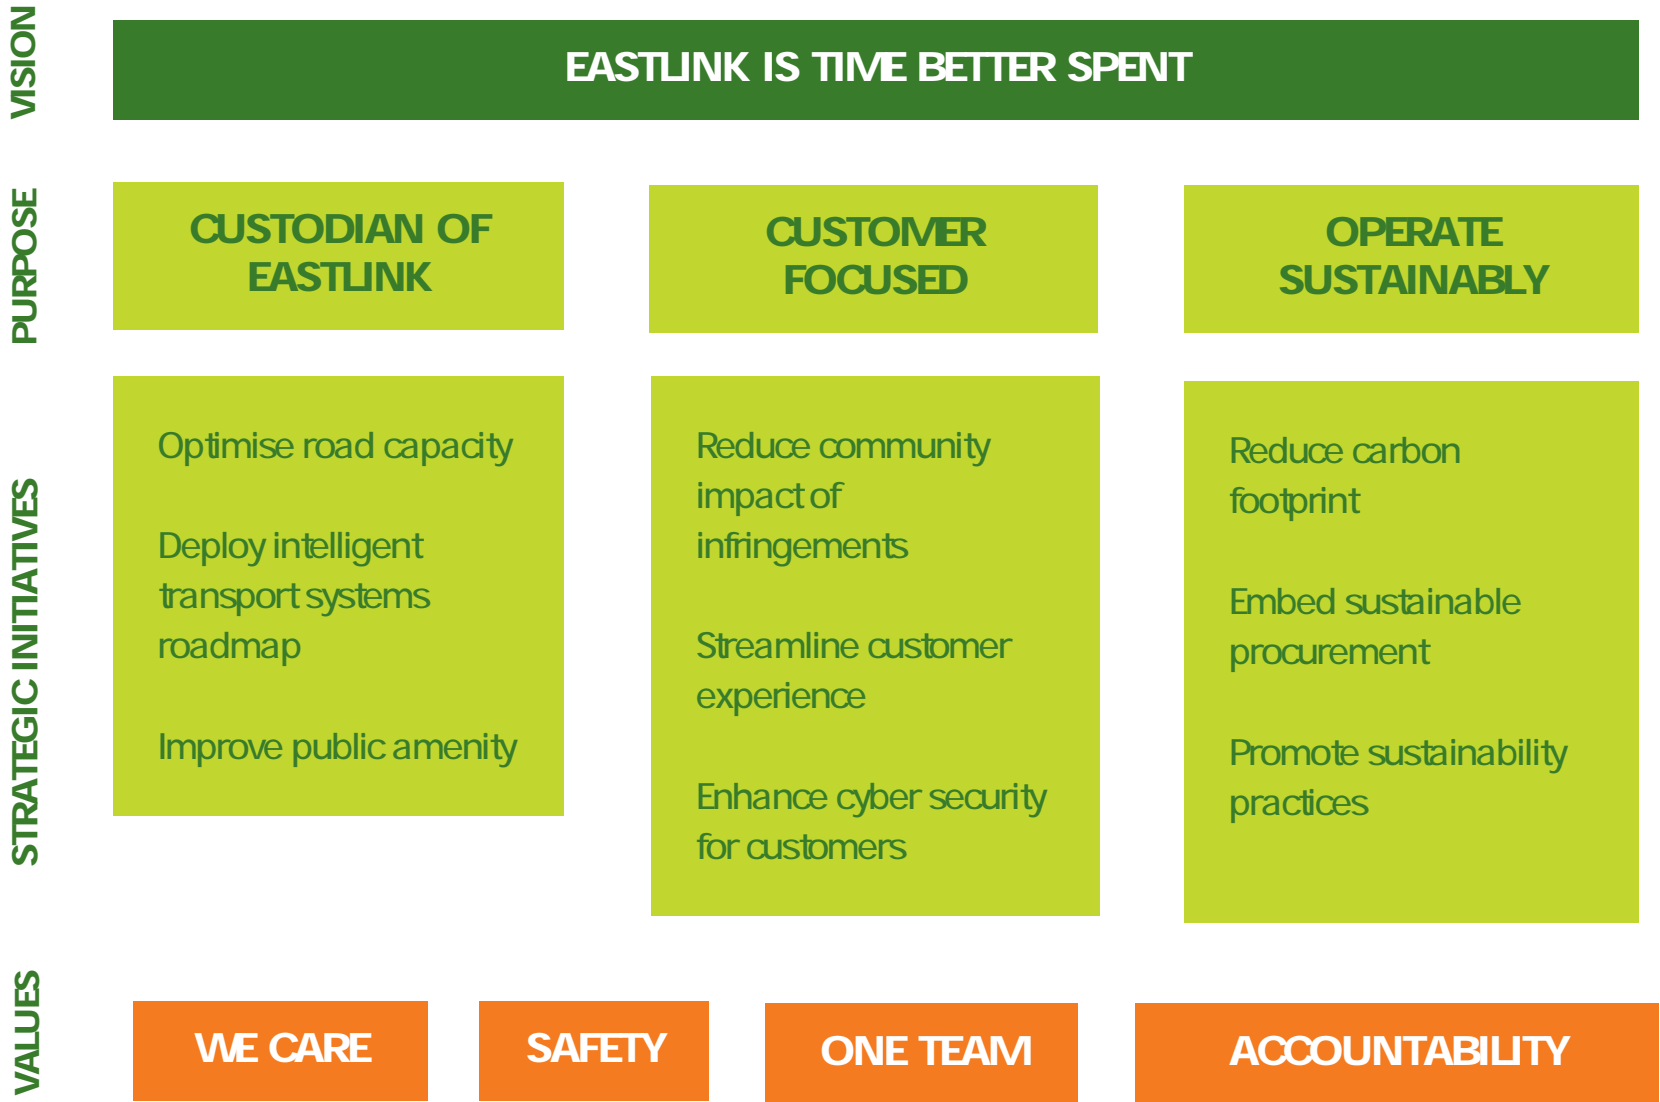 VISION
EASTLINK IS TIME BETTER SPENT
PURPOSE
CUSTODIAN OF
EASTLINK
CUSTOMER
FOCUSED
OPERATE
SUSTAINABLY
STRATEGIC INITIATIVES
Optimise road capacity
Deploy intelligent
transport systems
roadmap
Improve public amenity
Reduce community
impact of
infringements
Streamline customer
experience
Enhance cyber security
for customers
Reduce carbon
footprint
Embed sustainable
procurement
Promote sustainability
practices
VALUES
WE CARE
SAFETY
ONE TEAM
ACCOUNTABILITY